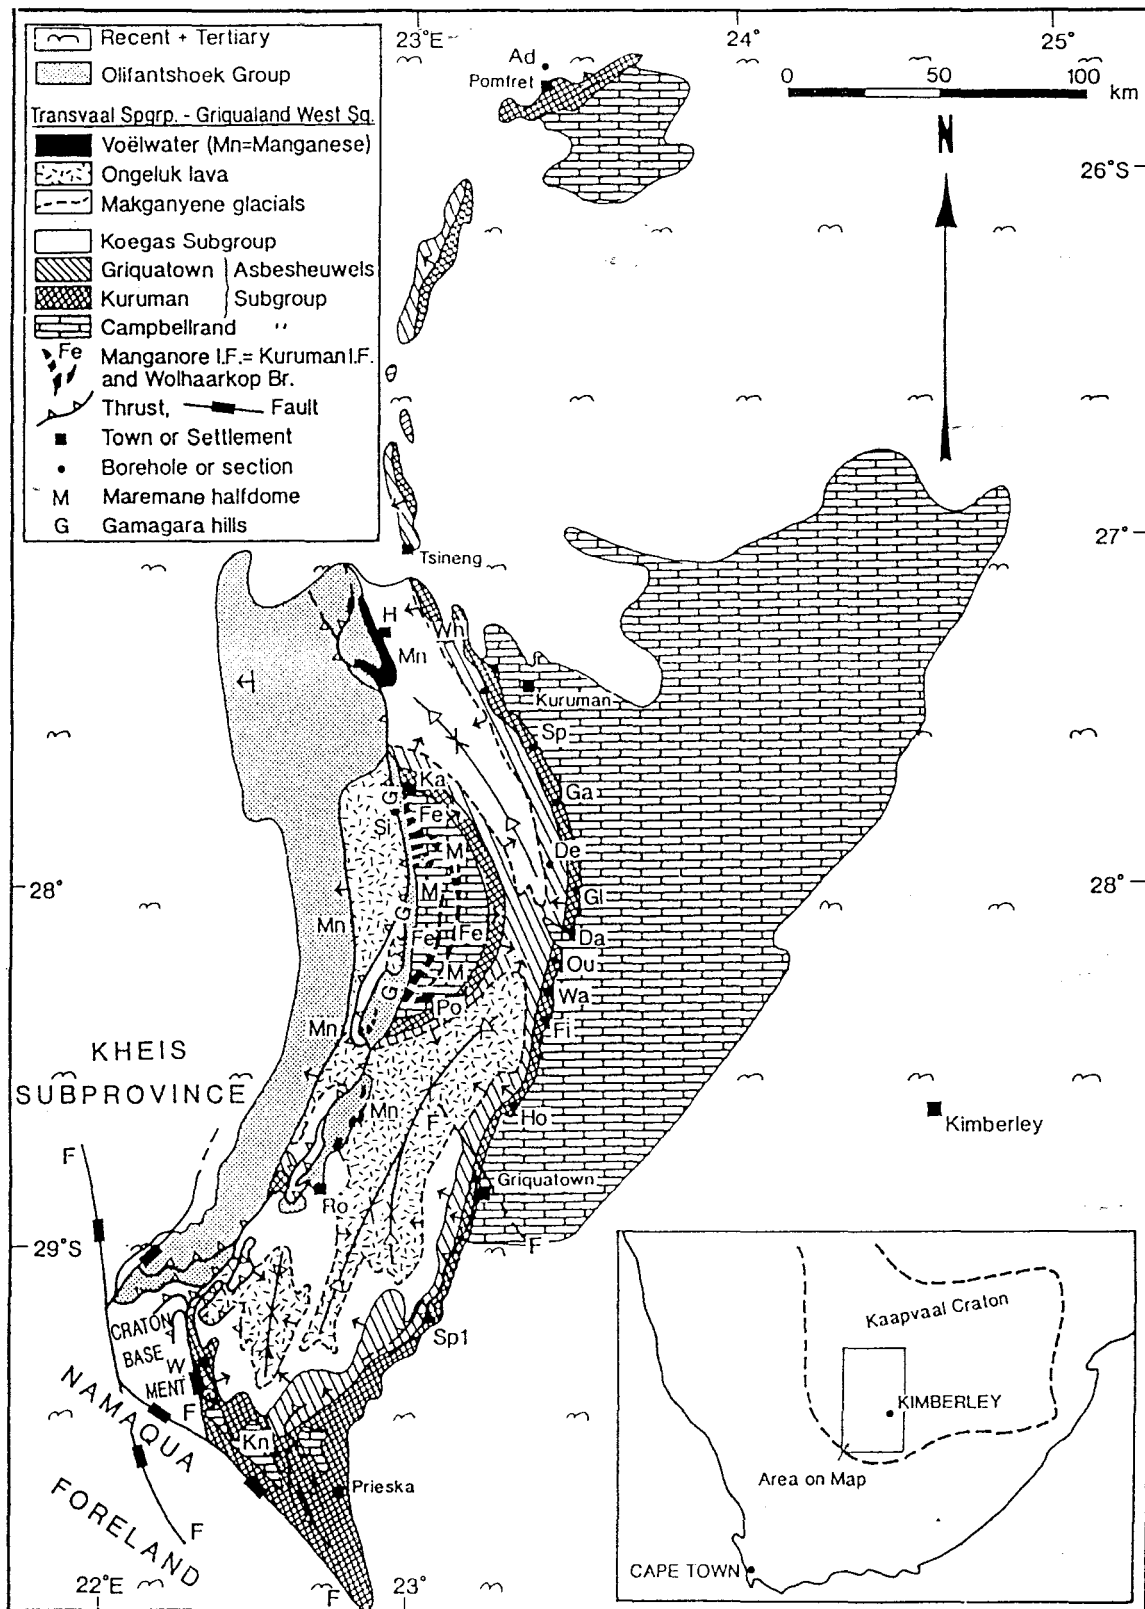 23°E
24°
25°
Recent + Tertiary
Olifantshoek Group
Transvaal Spgrp. - Griqualand West Sq.
Voëlwater (Mn=Manganese)
Ongeluk lava
Makganyene glacials
Koegas Subgroup
Griquatown
Asbesheuwels
Kuruman
Subgroup
Campbellrand "
Fe
Manganore I.F.= Kuruman I.F.
and Wolhaarkop Br.
Thrust,
Fault
Town or Settlement
Borehole or section
M
Maremane halfdome
G
Gamagara hills
Ad
Pomfret
0
50
100
km
N
26°S
27°
Tsineng
H
Wh
Mn
Kuruman
Sp
Ka
Ga
G
Fe
Si
M
De
28°
28°
M
Gl
Mn
G
Fe
Fe
Da
M
Ou
G
Po
Wa
Mn
Fi
KHEIS
SUBPROVINCE
Mn
F
Ho
Kimberley
F
Griquatown
Ro
29°S
F
CRATON
BASE
MENT
W
Sp1
NAMAQUA
FORELAND
F
Kn
Prieska
F
F
22°E
23°
Kaapvaal Craton
KIMBERLEY
Area on Map
CAPE TOWN